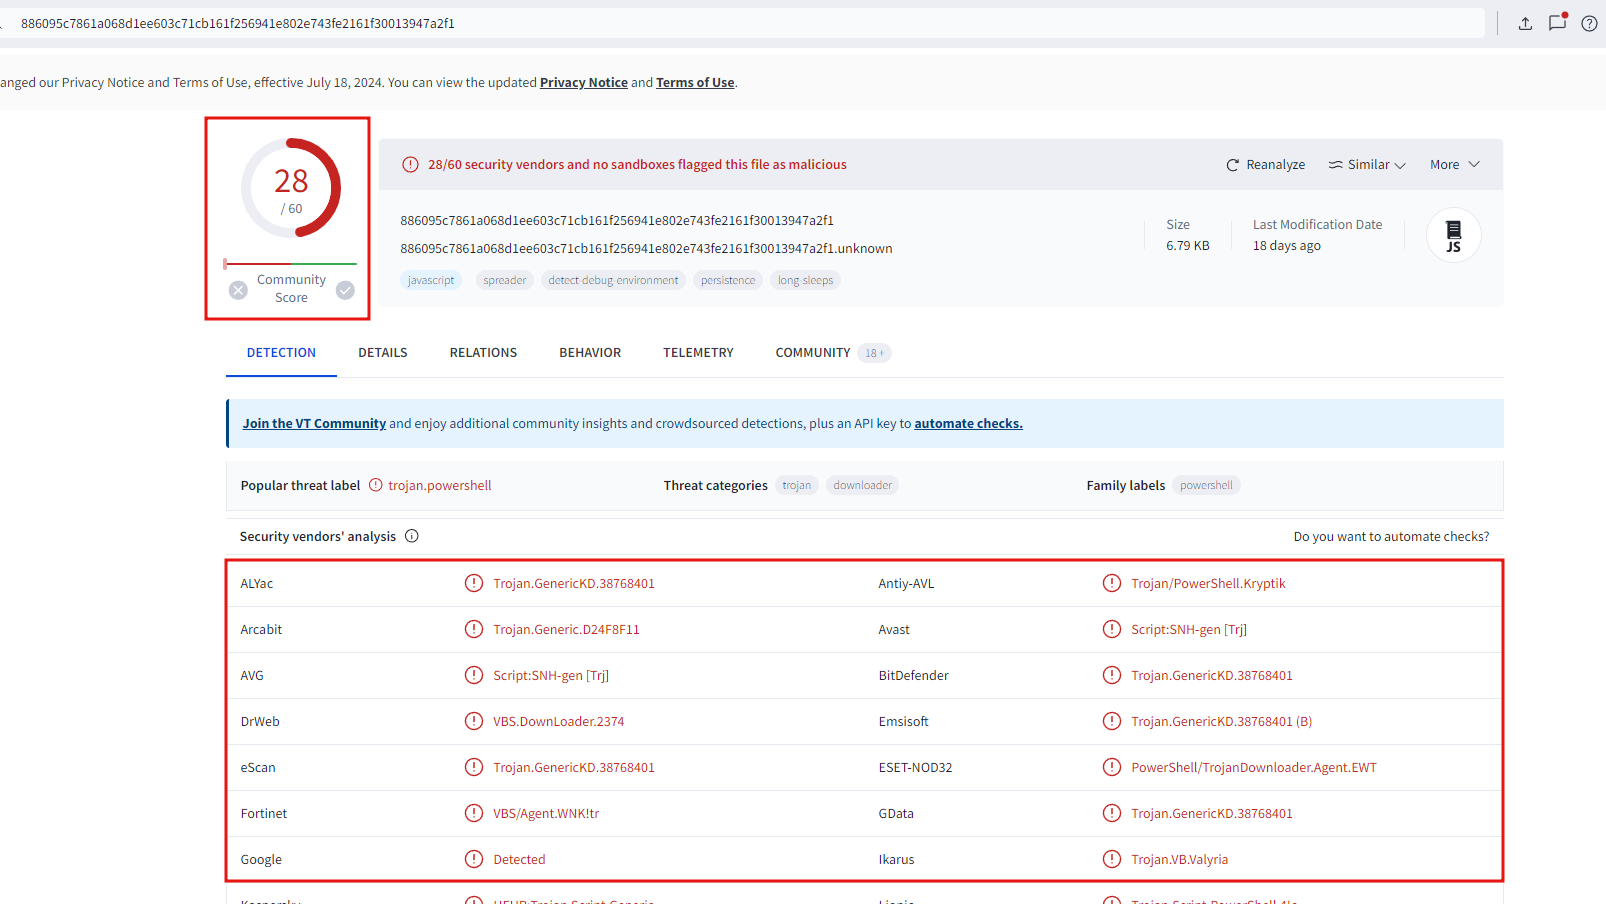 886095c7861a068d1ee603c71cb161f256941e802e743fe2161f30013947a2f1
anged our Privacy Notice and Terms of Use, effective July 18, 2024. You can view the updated Privacy Notice and Terms of Use.
28
/ 60
Community
Score
28/60 security vendors and no sandboxes flagged this file as malicious
Reanalyze
Similar
More
886095c7861a068d1ee603c71cb161f256941e802e743fe2161f30013947a2f1
886095c7861a068d1ee603c71cb161f256941e802e743fe2161f30013947a2f1.unknown
javascript
spreader
detect-debug-environment
persistence
long-sleeps
Size
6.79 KB
Last Modification Date
18 days ago
JS
DETECTION
DETAILS
RELATIONS
BEHAVIOR
TELEMETRY
COMMUNITY 18 +
Join the VT Community and enjoy additional community insights and crowdsourced detections, plus an API key to automate checks.
Popular threat label trojan.powershell
Threat categories trojan downloader
Family labels powershell
Security vendors' analysis
Do you want to automate checks?
ALYac Trojan.GenericKD.38768401 Antiy-AVL Trojan/PowerShell.Kryptik
Arcabit Trojan.Generic.D24F8F11 Avast Script:SNH-gen [Trj]
AVG Script:SNH-gen [Trj] BitDefender Trojan.GenericKD.38768401
DrWeb VBS.DownLoader.2374 Emsisoft Trojan.GenericKD.38768401 (B)
eScan Trojan.GenericKD.38768401 ESET-NOD32 PowerShell/TrojanDownloader.Agent.EWT
Fortinet VBS/Agent.WNK!tr GData Trojan.GenericKD.38768401
Google Detected Ikarus Trojan.VB.Valyria